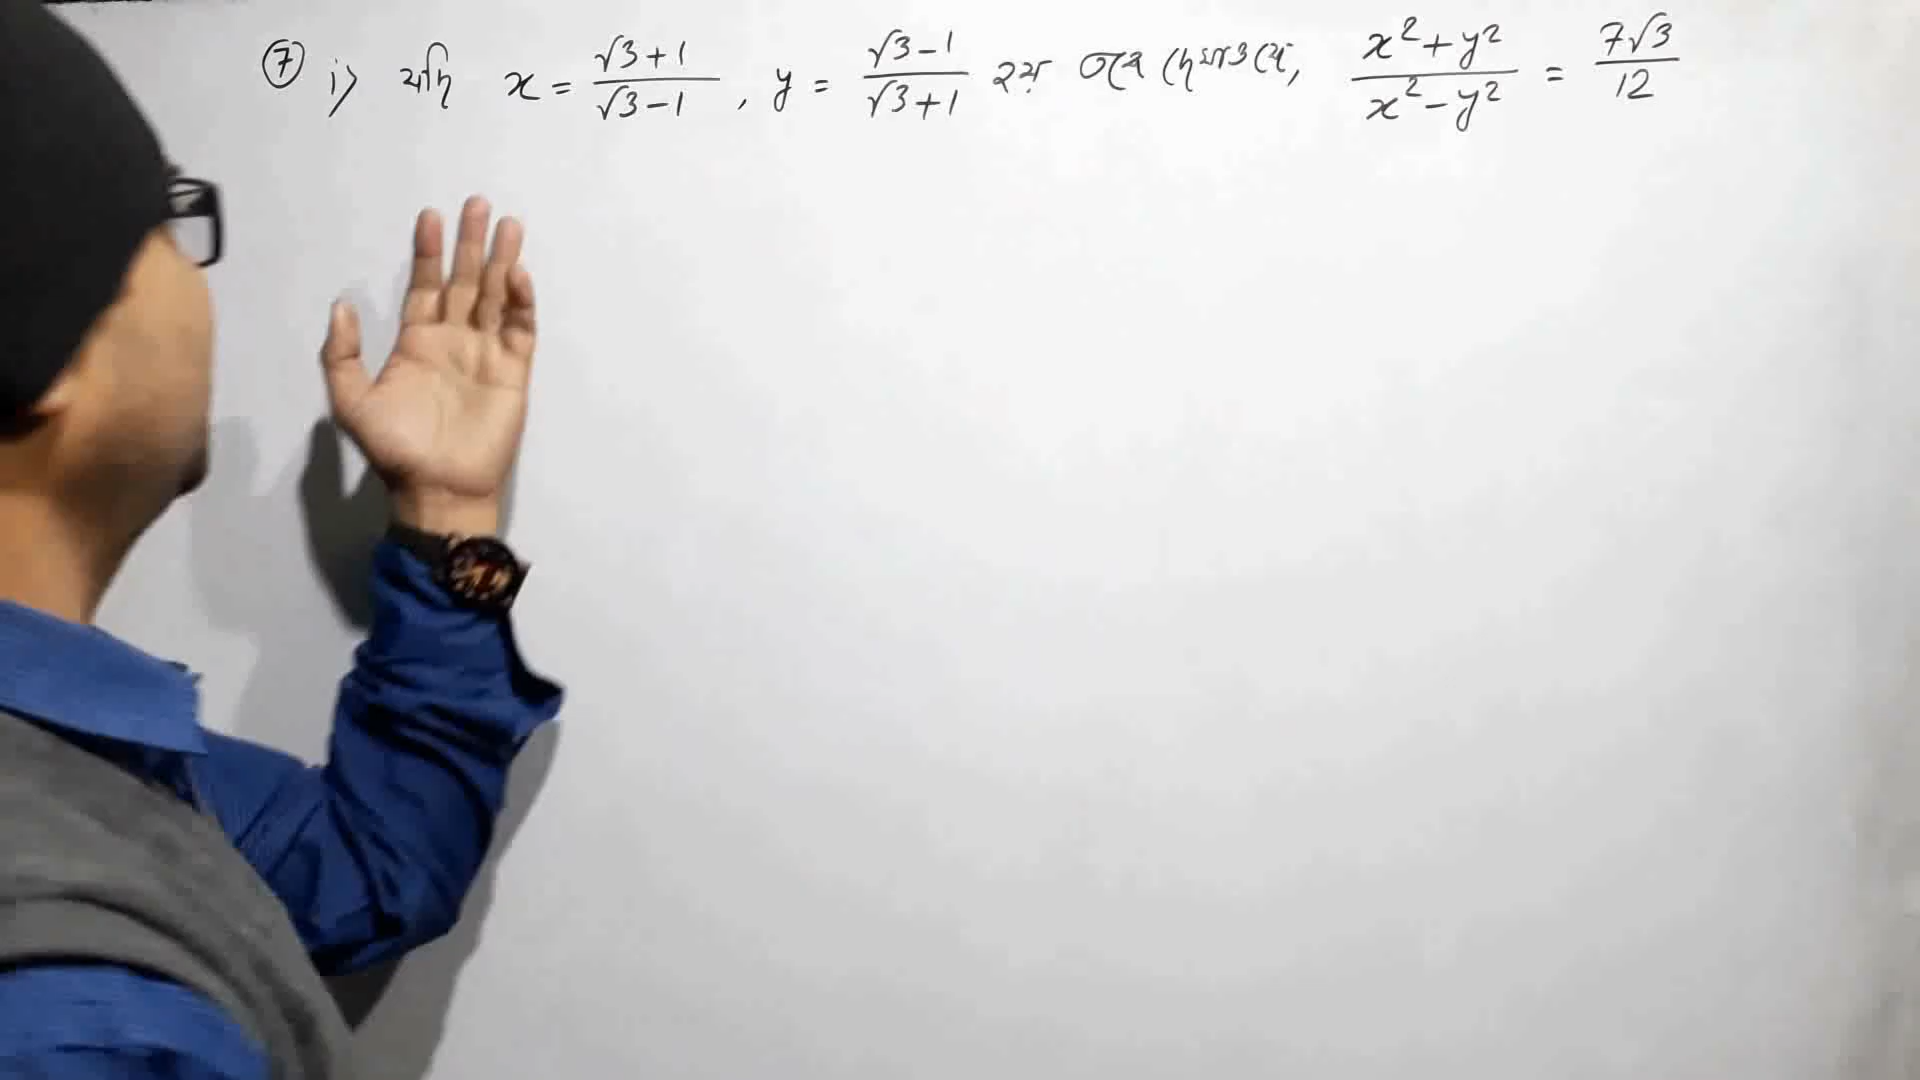 ⑦ i> যদি x = (√3+1)/(√3-1), y = (√3-1)/(√3+1) হয় তবে দেখাও যে, (x²+y²)/(x²-y²) = 7√3/12